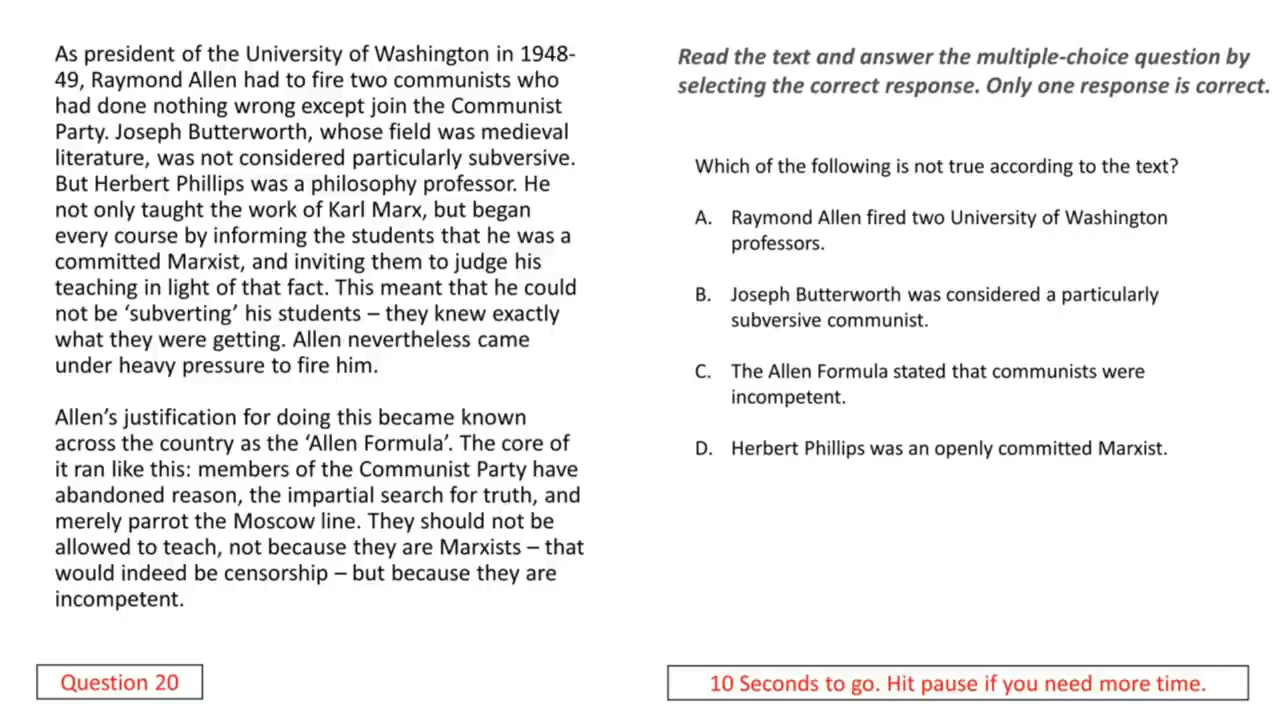 As president of the University of Washington in 1948-
49, Raymond Allen had to fire two communists who
had done nothing wrong except join the Communist
Party. Joseph Butterworth, whose field was medieval
literature, was not considered particularly subversive.
But Herbert Phillips was a philosophy professor. He
not only taught the work of Karl Marx, but began
every course by informing the students that he was a
committed Marxist, and inviting them to judge his
teaching in light of that fact. This meant that he could
not be ‘subverting’ his students – they knew exactly
what they were getting. Allen nevertheless came
under heavy pressure to fire him.
Allen’s justification for doing this became known
across the country as the ‘Allen Formula’. The core of
it ran like this: members of the Communist Party have
abandoned reason, the impartial search for truth, and
merely parrot the Moscow line. They should not be
allowed to teach, not because they are Marxists – that
would indeed be censorship – but because they are
incompetent.
Read the text and answer the multiple-choice question by
selecting the correct response. Only one response is correct.
Which of the following is not true according to the text?
A. Raymond Allen fired two University of Washington
professors.
B. Joseph Butterworth was considered a particularly
subversive communist.
C. The Allen Formula stated that communists were
incompetent.
D. Herbert Phillips was an openly committed Marxist.
Question 20
10 Seconds to go. Hit pause if you need more time.